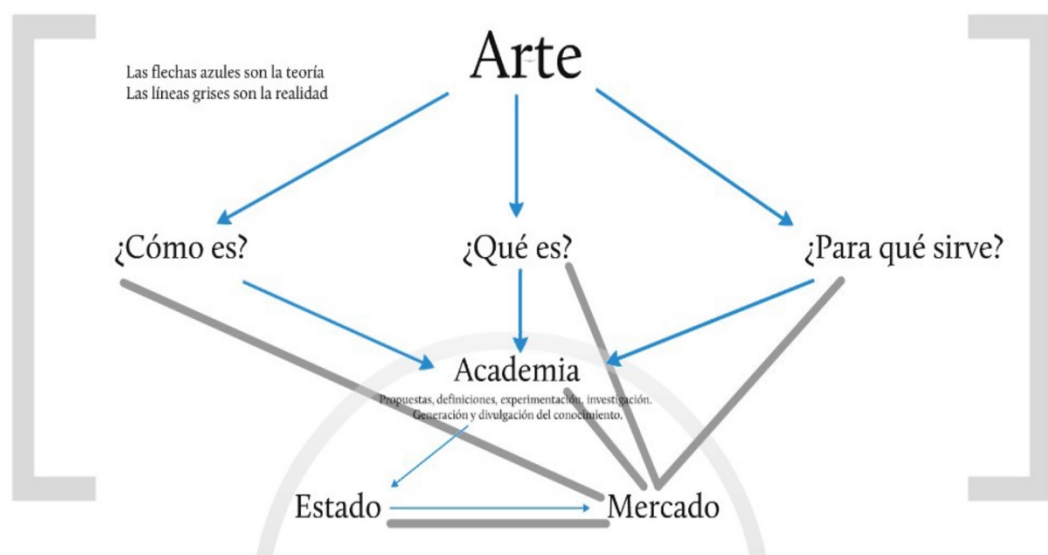 Arte
Las flechas azules son la teoría
Las líneas grises son la realidad
¿Cómo es?
¿Qué es?
¿Para qué sirve?
Academia
Propuestas, definiciones, experimentación, investigación.
Generación y divulgación del conocimiento.
Estado
Mercado